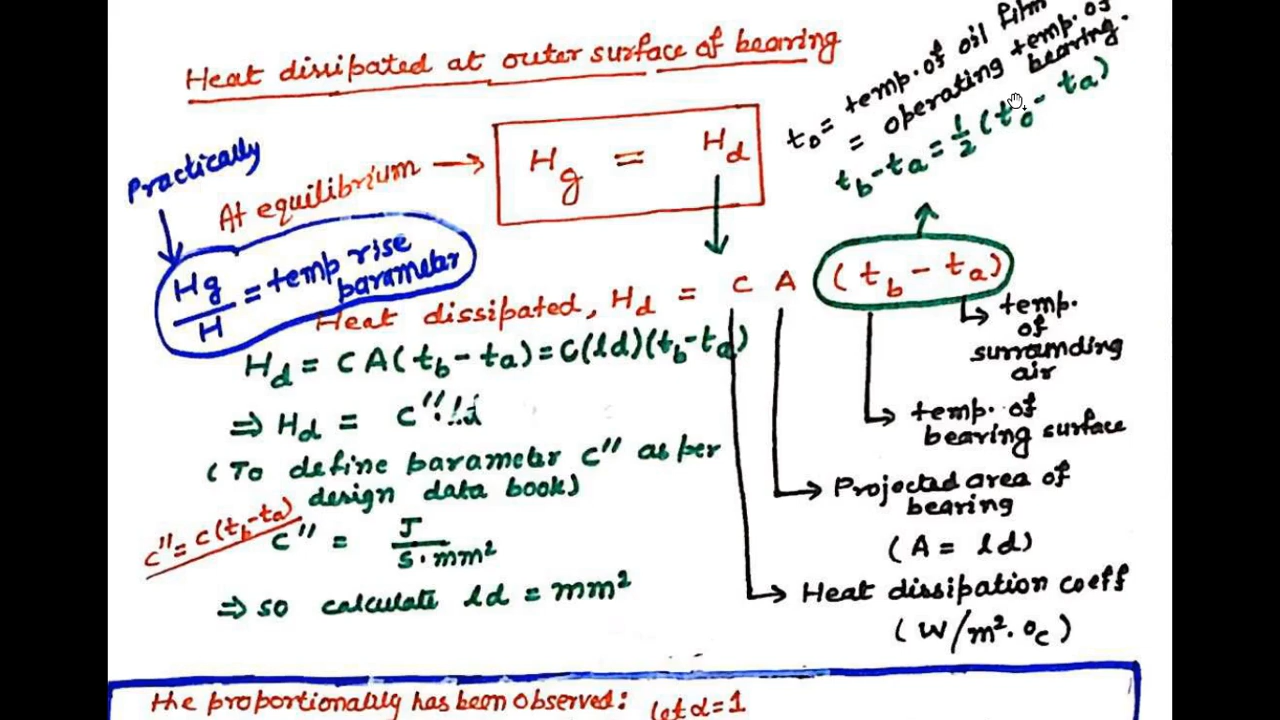 Heat dissipated at outer surface of bearing
to = temp. of oil film
= operating temp. of bearing.
tb - ta = 1/2 (to - ta)
Practically
At equilibrium → Hg = Hd
Hg/H = temp rise parameter
Heat dissipated, Hd = C A (tb - ta)
temp. of surrounding air
temp. of bearing surface
Projected area of bearing
(A = ld)
Heat dissipation coeff
(W/m². °c)
Hd = C A (tb - ta) = C(ld)(tb - ta)
⇒ Hd = C''. ld
(To define parameter C'' as per design data book)
C'' = C(tb - ta)
C'' = J/S.mm²
⇒ so calculate ld = mm²
The proportionality has been observed: Let α = 1